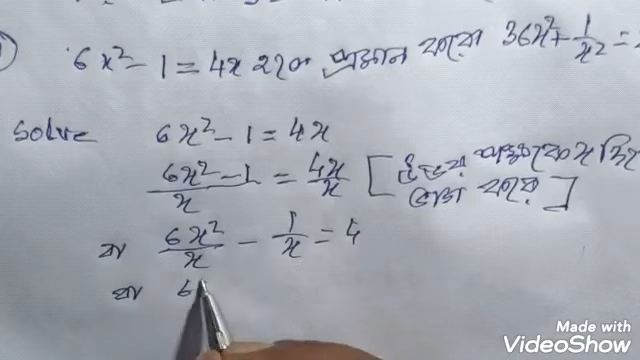 6x² - 1 = 4x হলে প্রমাণ করো 36x² + 1/x² =
Solve 6x² - 1 = 4x
6x² - 1/x = 4x/x [ উভয় পক্ষকে x দিয়ে
ভাগ করে ]
বা 6x²/x - 1/x = 4
বা 6
Made with
VideoShow